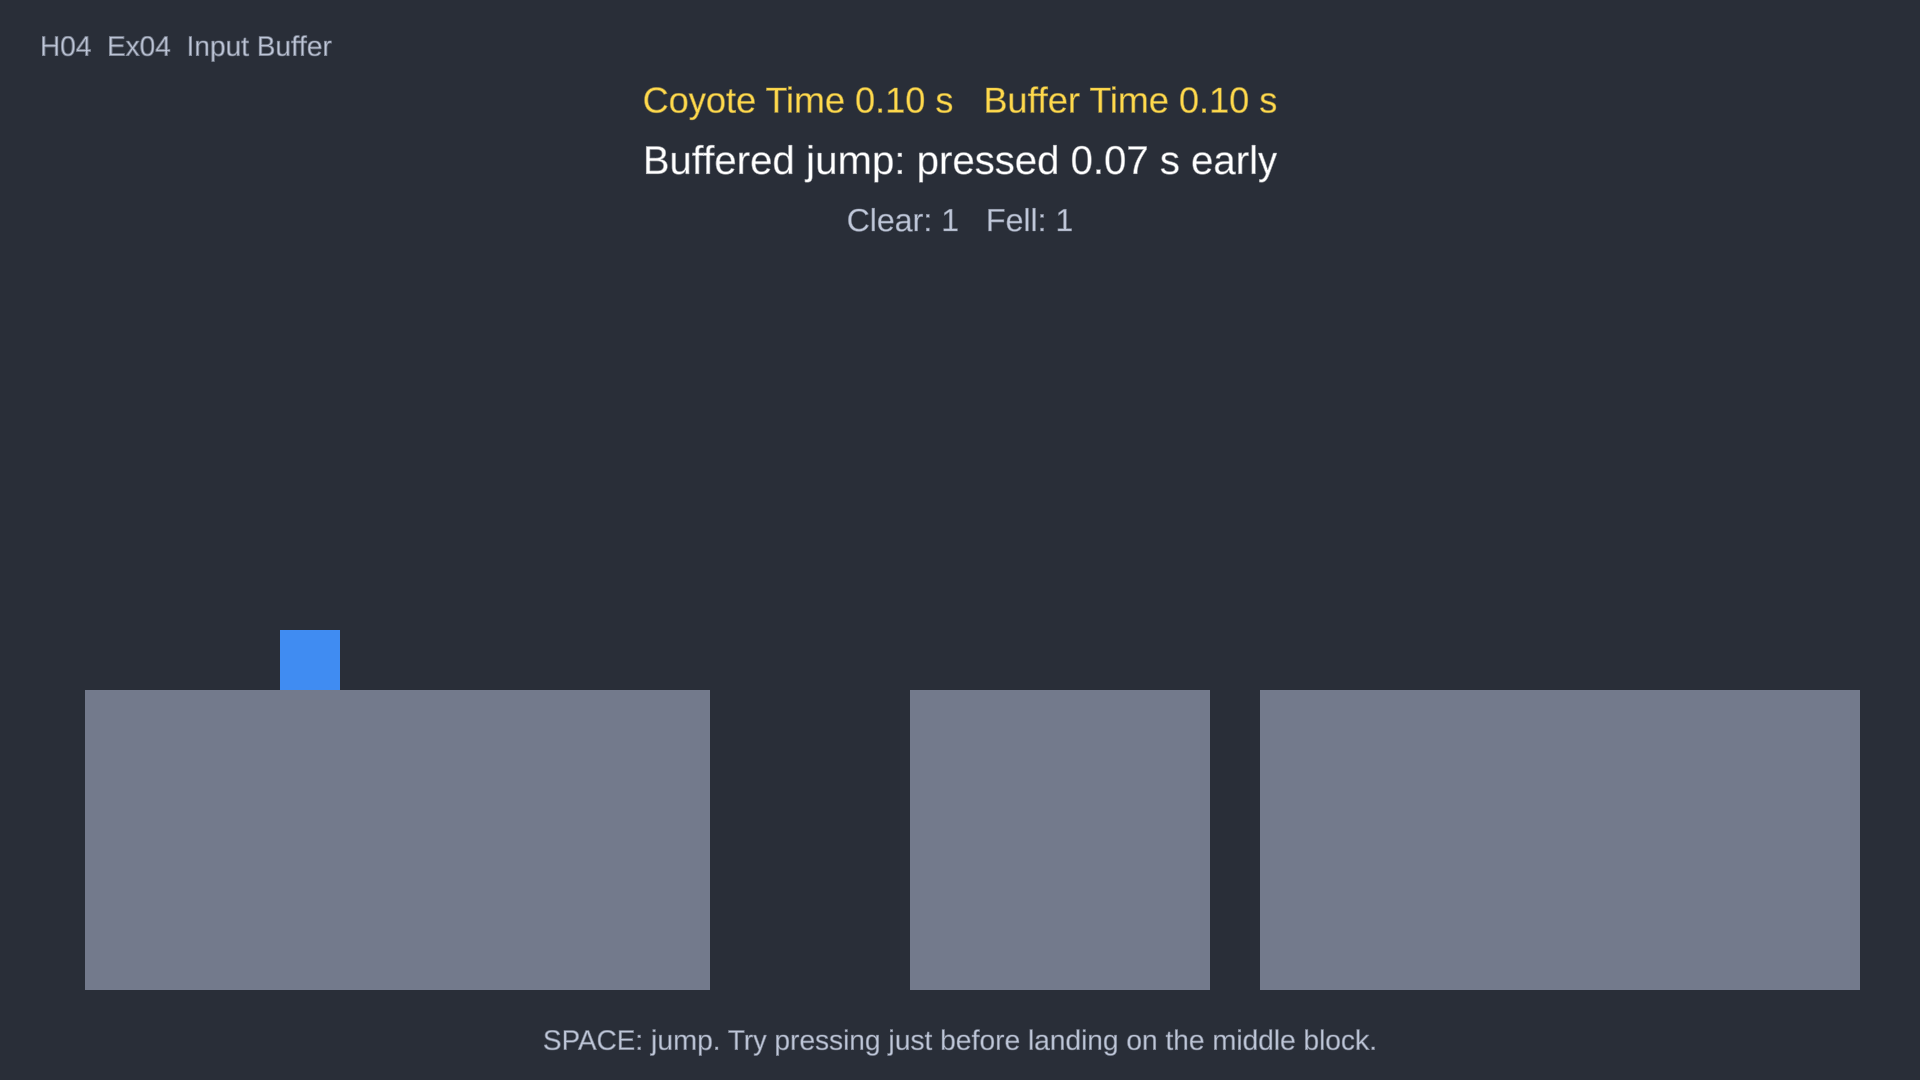 H04 Ex04 Input Buffer
Coyote Time 0.10 s Buffer Time 0.10 s
Buffered jump: pressed 0.07 s early
Clear: 1 Fell: 1
SPACE: jump. Try pressing just before landing on the middle block.